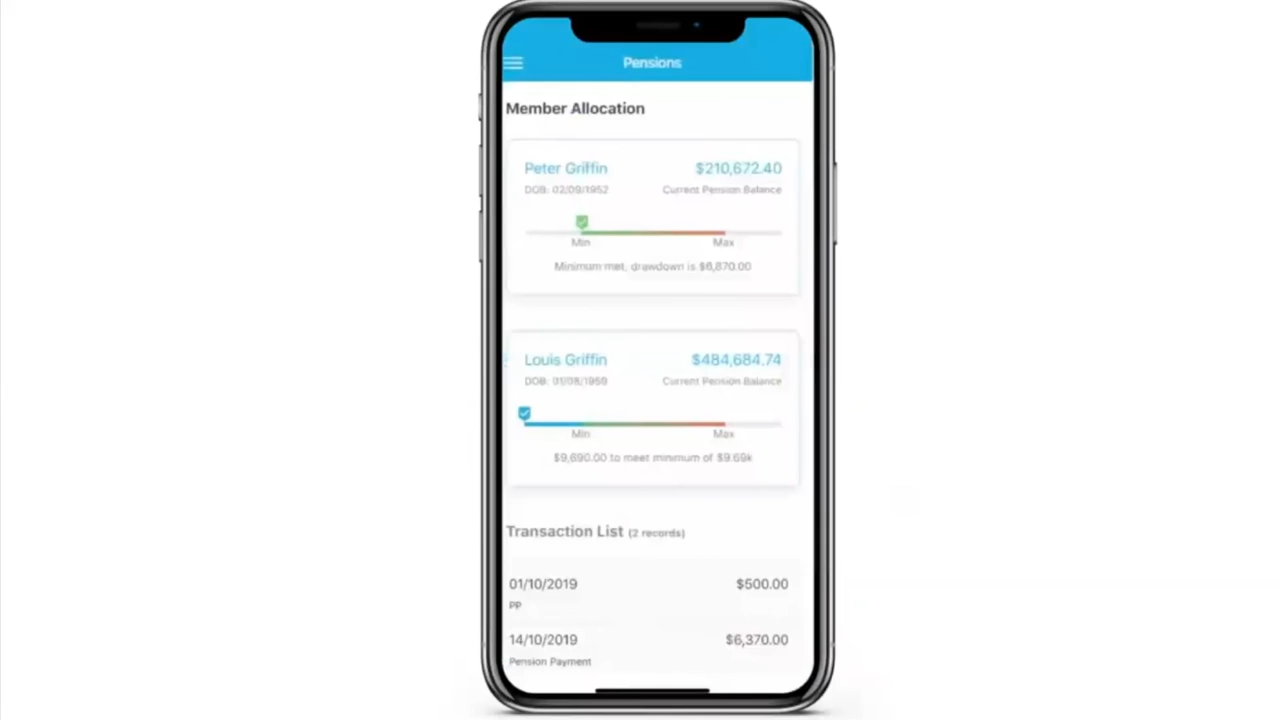 Pensions
Member Allocation
Peter Griffin $210,672.40
DOB: 02/09/1952 Current Pension Balance
Min Max
Minimum met, drawdown is $6,870.00
Louis Griffin $484,684.74
DOB: 01/08/1959 Current Pension Balance
Min Max
$9,690.00 to meet minimum of $9.69k
Transaction List (2 records)
01/10/2019 $500.00
PP
14/10/2019 $6,370.00
Pension Payment